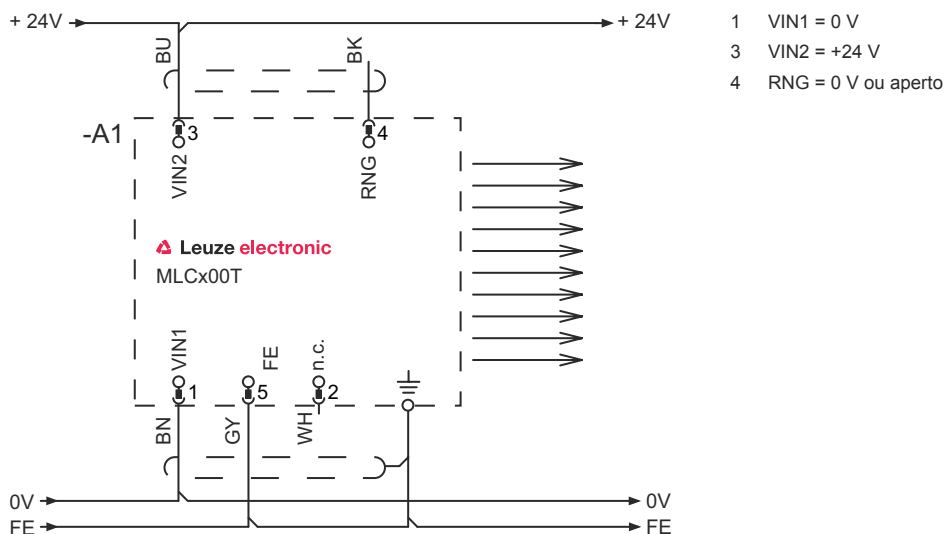 + 24V
+ 24V
1 VIN1 = 0 V
3 VIN2 = +24 V
4 RNG = 0 V ou aperto
BU
BK
-A1
3
4
VIN2
RNG
Leuze electronic
MLCx00T
VIN1
FE
n.c.
1
5
2
BN
GY
WH
0V
0V
FE
FE